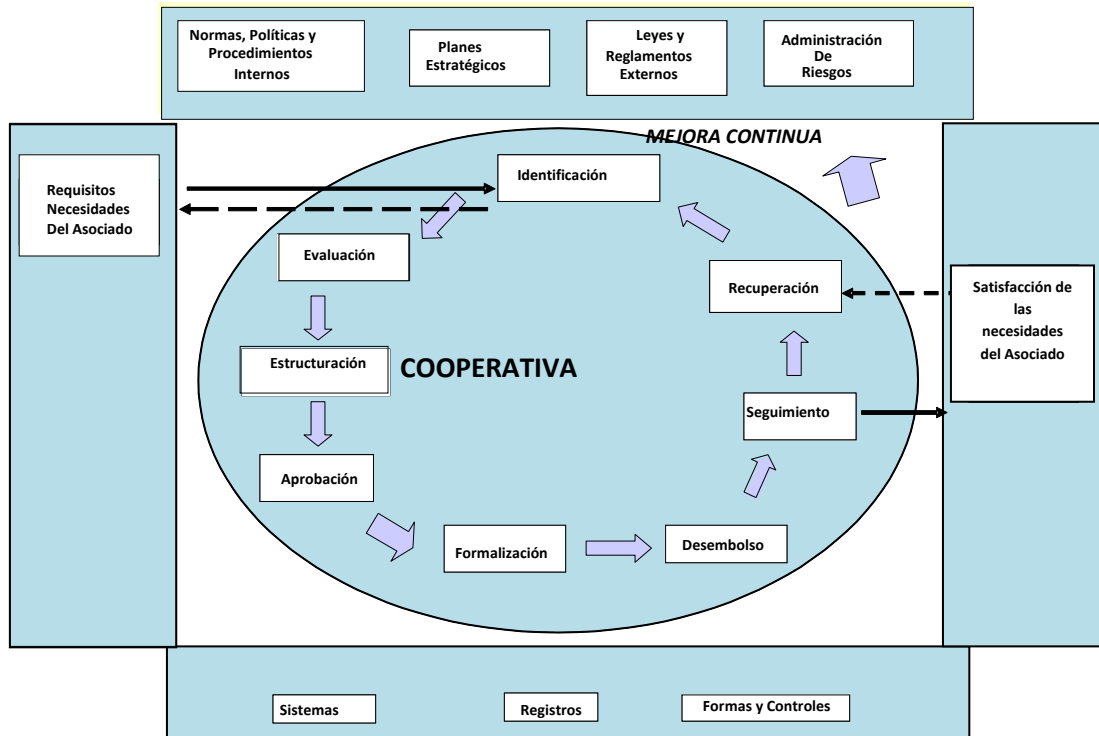 Normas, Políticas y
Procedimientos
Internos
Planes
Estratégicos
Leyes y
Reglamentos
Externos
Administración
De
Riesgos
MEJORA CONTINUA
Requisitos
Necesidades
Del Asociado
Identificación
Evaluación
Recuperación
Satisfacción de
las
necesidades
del Asociado
Estructuración
COOPERATIVA
Seguimiento
Aprobación
Formalización
Desembolso
Sistemas
Registros
Formas y Controles